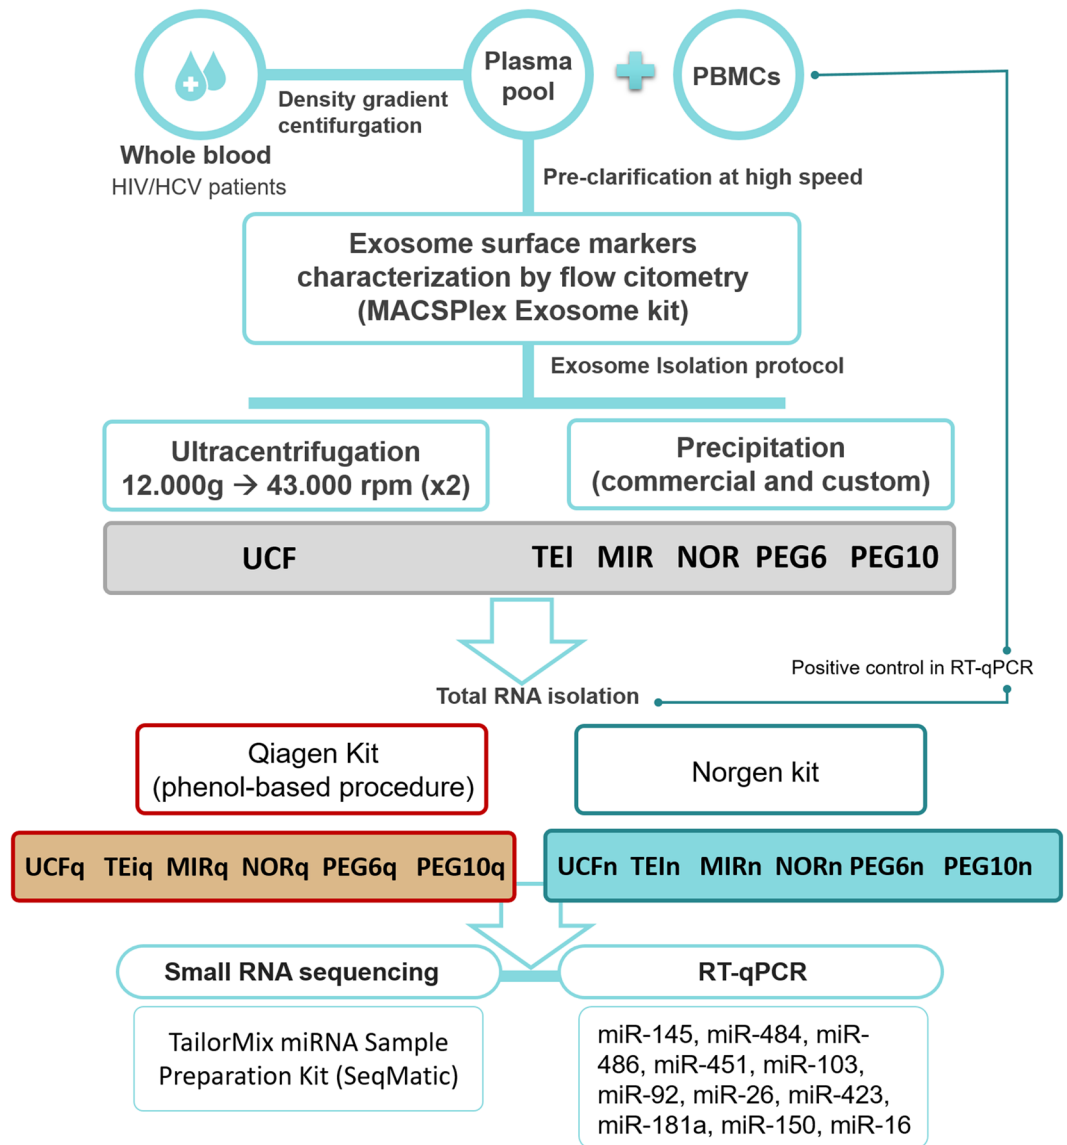 Plasma
pool
PBMCs
Density gradient
centifurgation
Whole blood
HIV/HCV patients
Pre-clarification at high speed
Exosome surface markers
characterization by flow citometry
(MACSPlex Exosome kit)
Exosome Isolation protocol
Ultracentrifugation
12.000g → 43.000 rpm (x2)
Precipitation
(commercial and custom)
UCF TEI MIR NOR PEG6 PEG10
Positive control in RT-qPCR
Total RNA isolation
Qiagen Kit
(phenol-based procedure)
Norgen kit
UCFq TEiq MIRq NORq PEG6q PEG10q
UCFn TEIn MIRn NORn PEG6n PEG10n
Small RNA sequencing
RT-qPCR
TailorMix miRNA Sample
Preparation Kit (SeqMatic)
miR-145, miR-484, miR-
486, miR-451, miR-103,
miR-92, miR-26, miR-423,
miR-181a, miR-150, miR-16